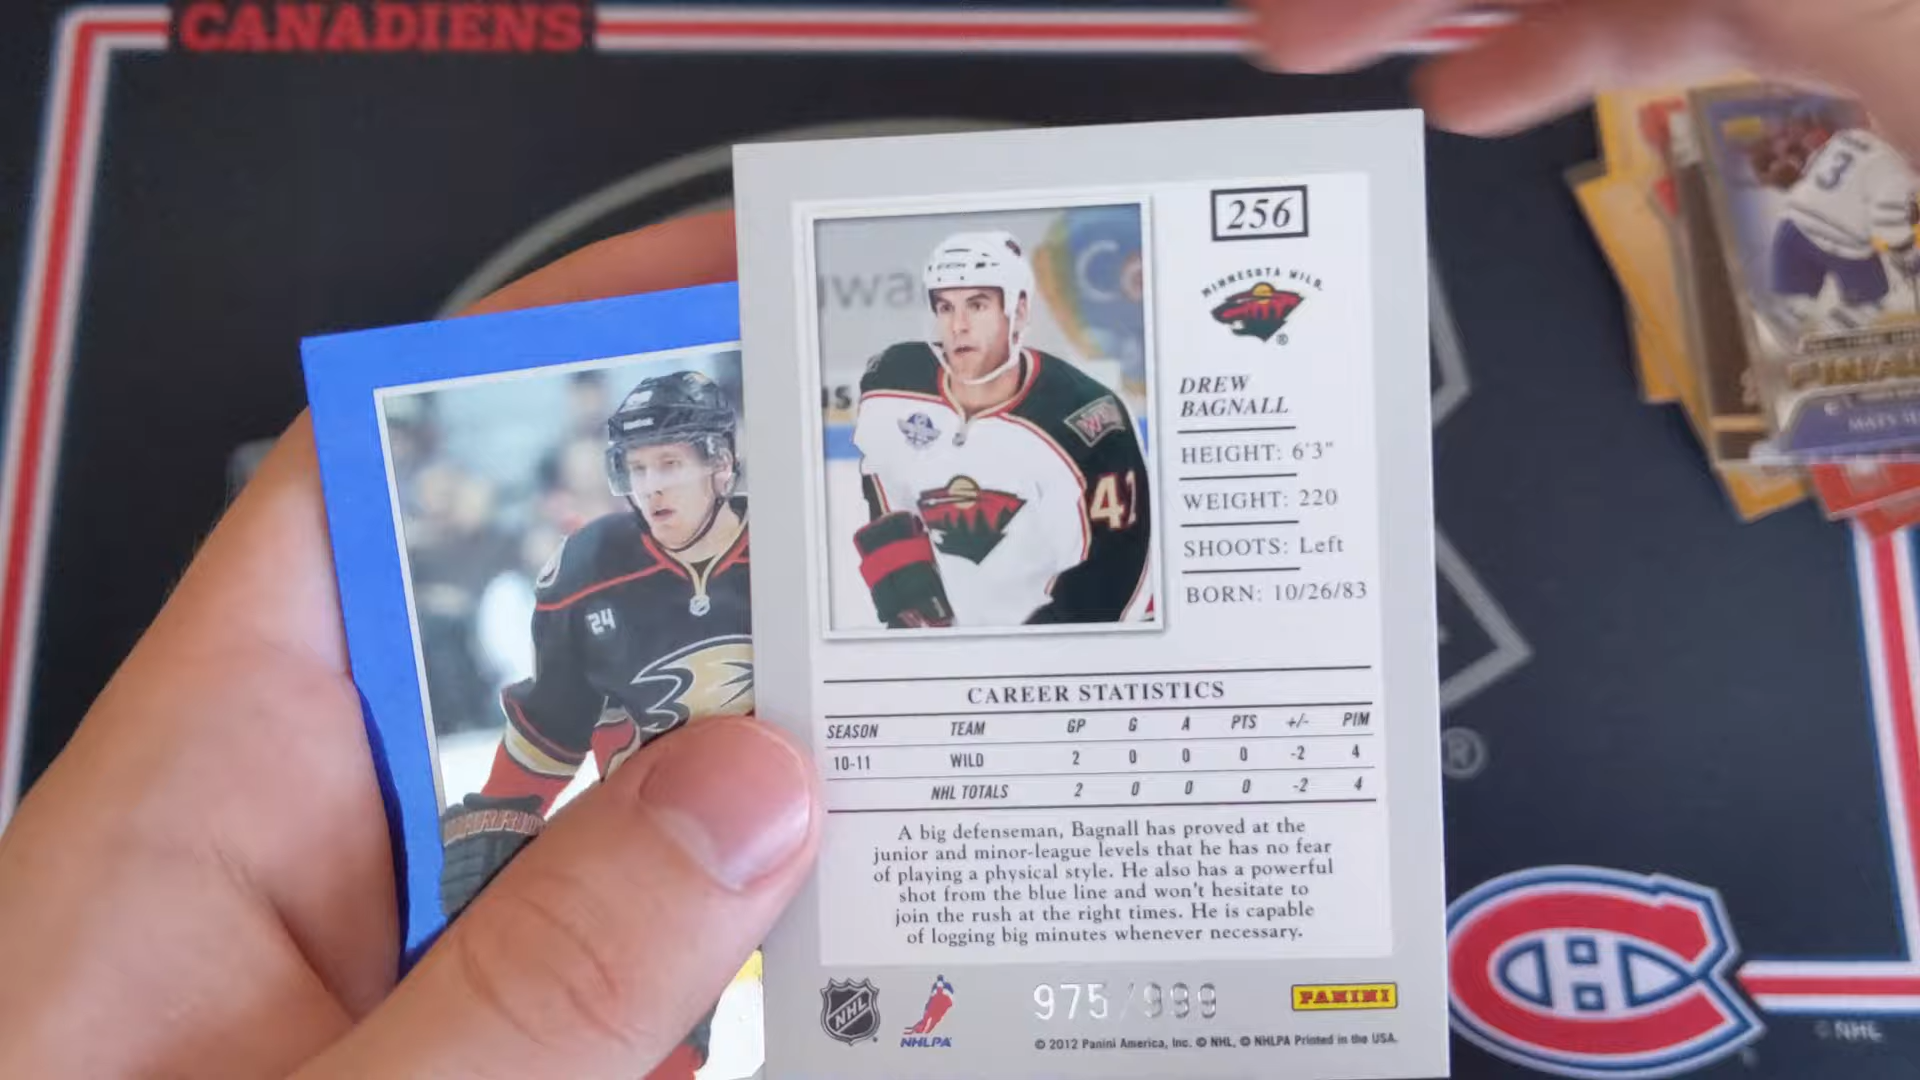 CANADIENS
3
256
MINNESOTA WILD
DREW
BAGNALL
HEIGHT: 6'3"
WEIGHT: 220
SHOOTS: Left
BORN: 10/26/83
24
CAREER STATISTICS
SEASON TEAM GP G A PTS +/- PIM
10-11 WILD 2 0 0 0 -2 4
NHL TOTALS 2 0 0 0 -2 4
A big defenseman, Bagnall has proved at the
junior and minor-league levels that he has no fear
of playing a physical style. He also has a powerful
shot from the blue line and won't hesitate to
join the rush at the right times. He is capable
of logging big minutes whenever necessary.
NHL
NHLPA
975/999
PANINI
© 2012 Panini America, Inc. © NHL, © NHLPA Printed in the USA.
® 
© NHL